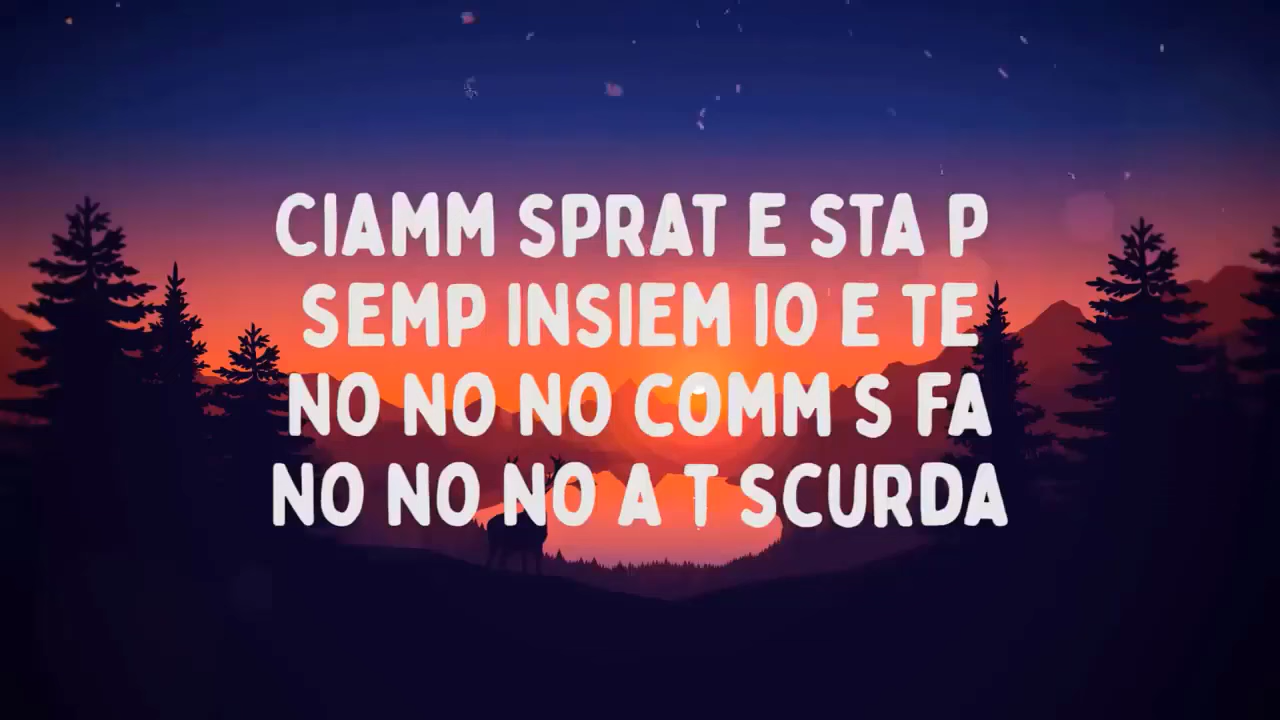 CIAMM SPRAT E STA P
SEMP INSIEM IO E TE
NO NO NO COMM S FA
NO NO NO A T SCURDA